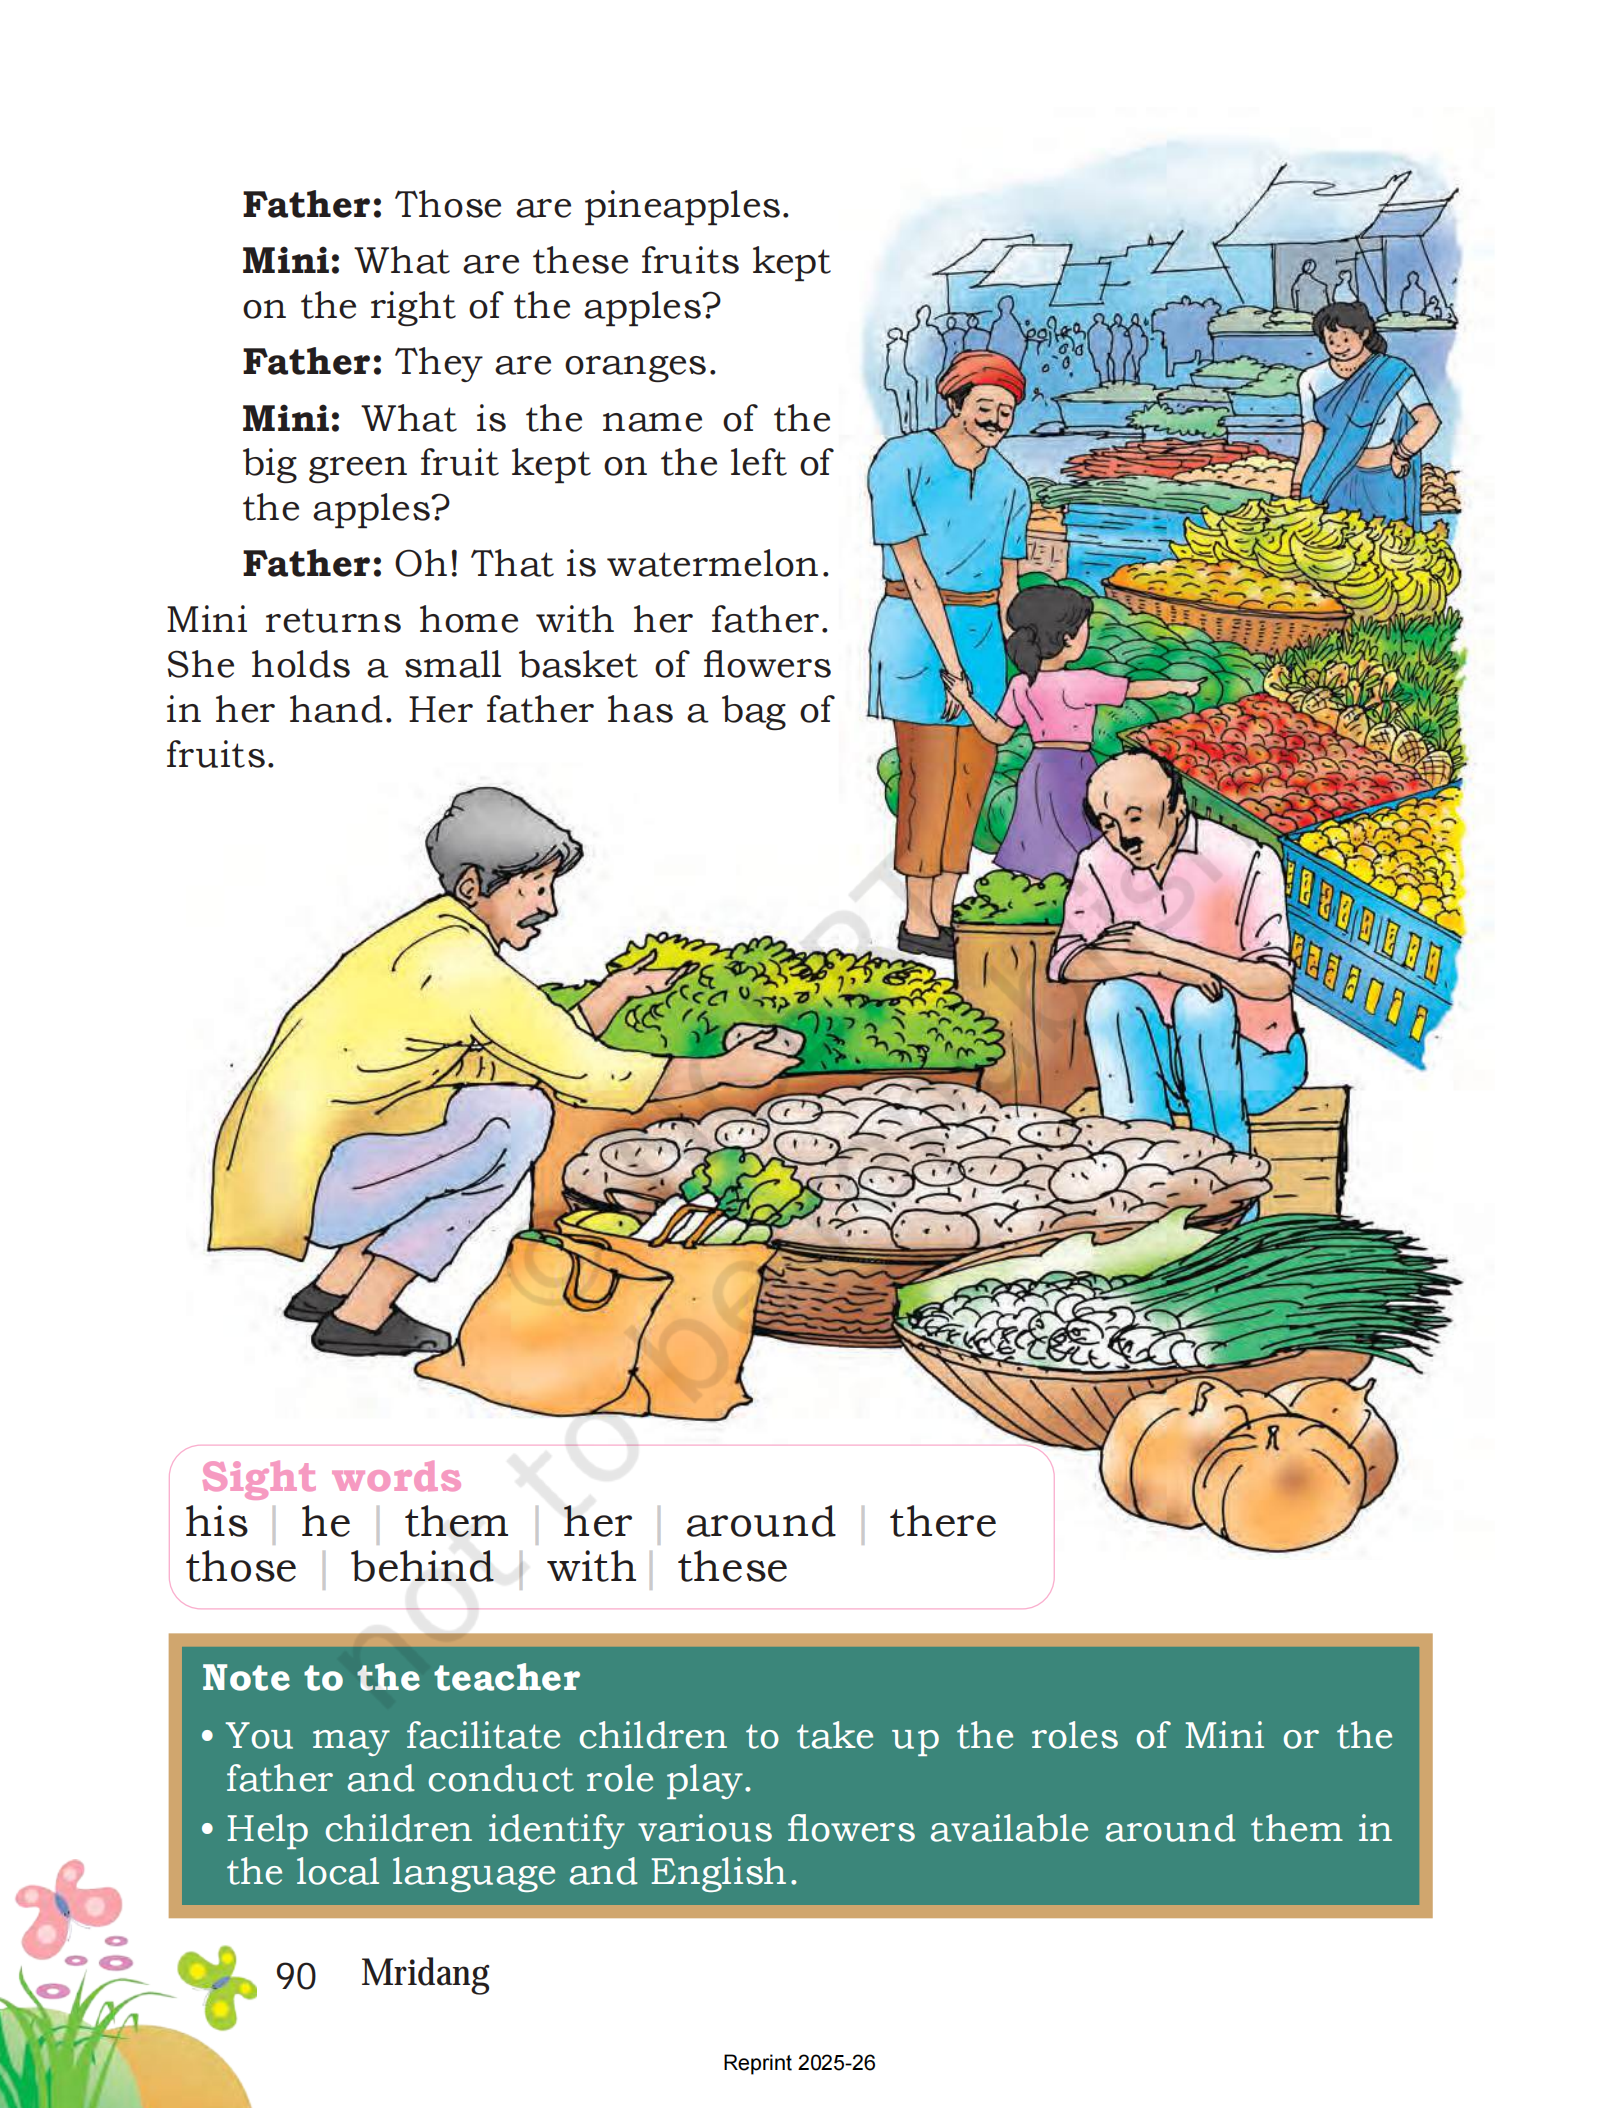 Father: Those are pineapples.
Mini: What are these fruits kept
on the right of the apples?
Father: They are oranges.
Mini: What is the name of the
big green fruit kept on the left of
the apples?
Father: Oh! That is watermelon.
Mini returns home with her father.
She holds a small basket of flowers
in her hand. Her father has a bag of
fruits.
Sight words
his | he | them | her | around | there
those | behind | with | these
Note to the teacher
• You may facilitate children to take up the roles of Mini or the
father and conduct role play.
• Help children identify various flowers available around them in
the local language and English.
90 Mridang
Reprint 2025-26
not to be